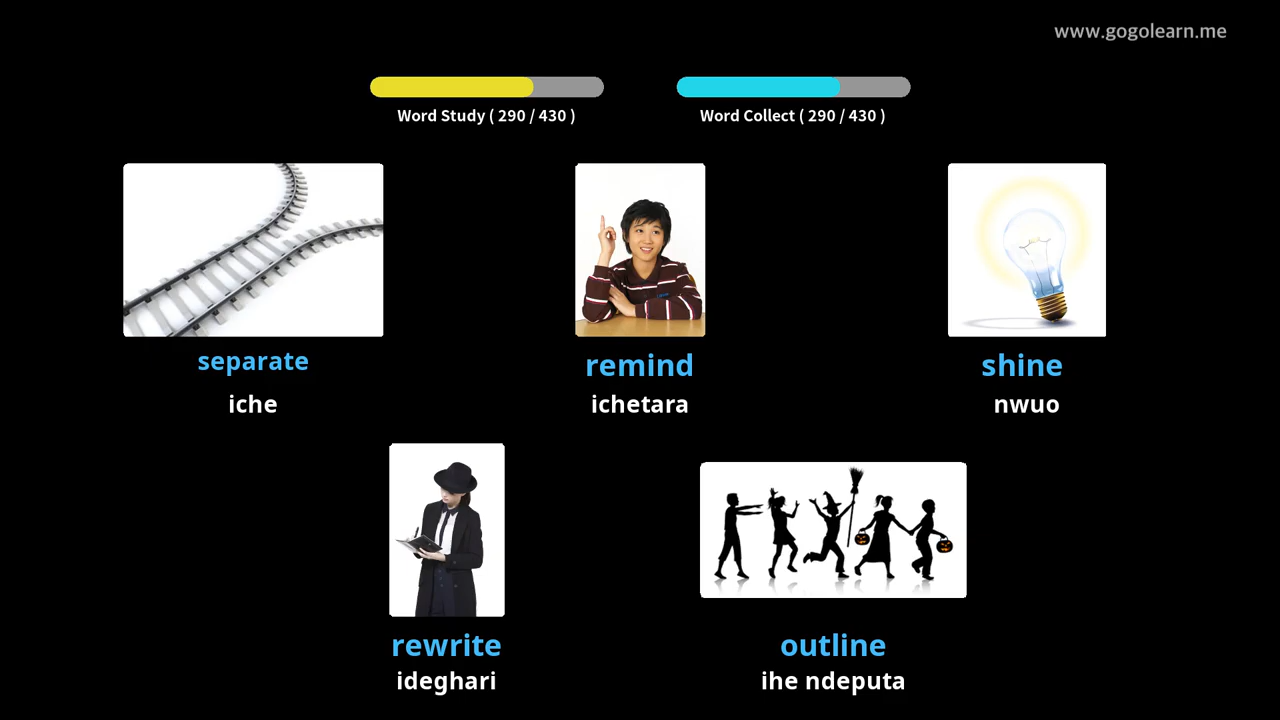 www.gogolearn.me
Word Study ( 290 / 430 )
Word Collect ( 290 / 430 )
separate
iche
remind
ichetara
shine
nwuo
rewrite
ideghari
outline
ihe ndeputa